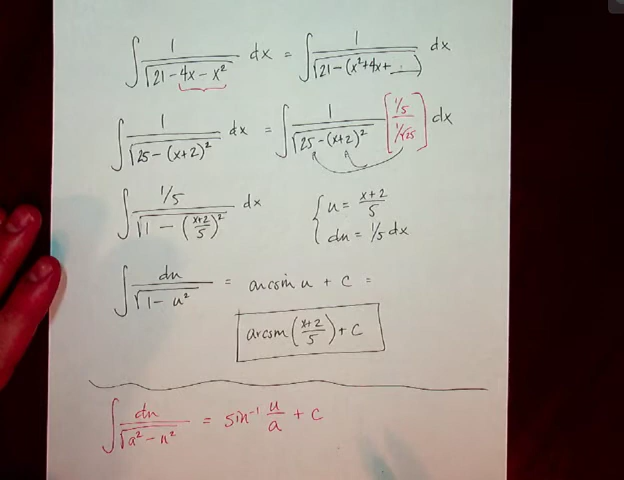 ∫ 1/√(21 - 4x - x²) dx = ∫ 1/√(21 - (x² + 4x + __)) dx
∫ 1/√(25 - (x+2)²) dx = ∫ 1/√(25 - (x+2)²) [(1/5)/(1/√25)] dx
∫ (1/5)/√(1 - ((x+2)/5)²) dx { u = (x+2)/5
du = 1/5 dx
∫ du/√(1 - u²) = arcsin u + C =
arcsin((x+2)/5) + C
∫ du/√(a² - u²) = sin⁻¹ u/a + C